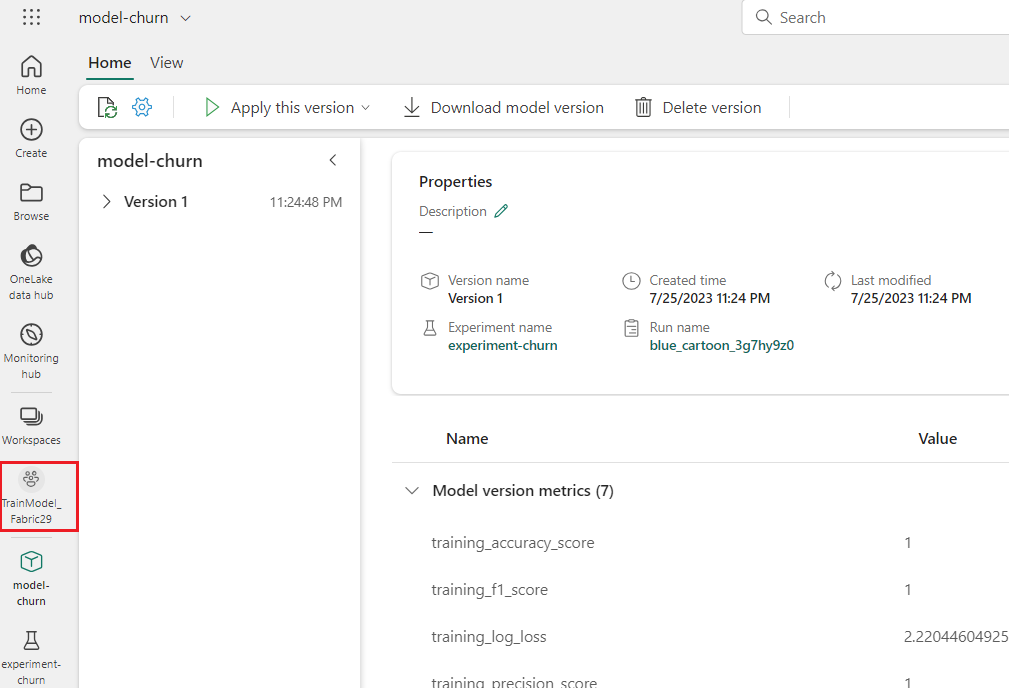 model-churn
Search
Home
View
Apply this version
Download model version
Delete version
Home
Create
Browse
OneLake
data hub
Monitoring
hub
Workspaces
TrainModel_
Fabric29
model-
churn
experiment-
churn
model-churn
Version 1
11:24:48 PM
Properties
Description
—
Version name
Version 1
Created time
7/25/2023 11:24 PM
Last modified
7/25/2023 11:24 PM
Experiment name
experiment-churn
Run name
blue_cartoon_3g7hy9z0
Name Value
Model version metrics (7)
training_accuracy_score 1
training_f1_score 1
training_log_loss 2.22044604925
training_precision_score 1